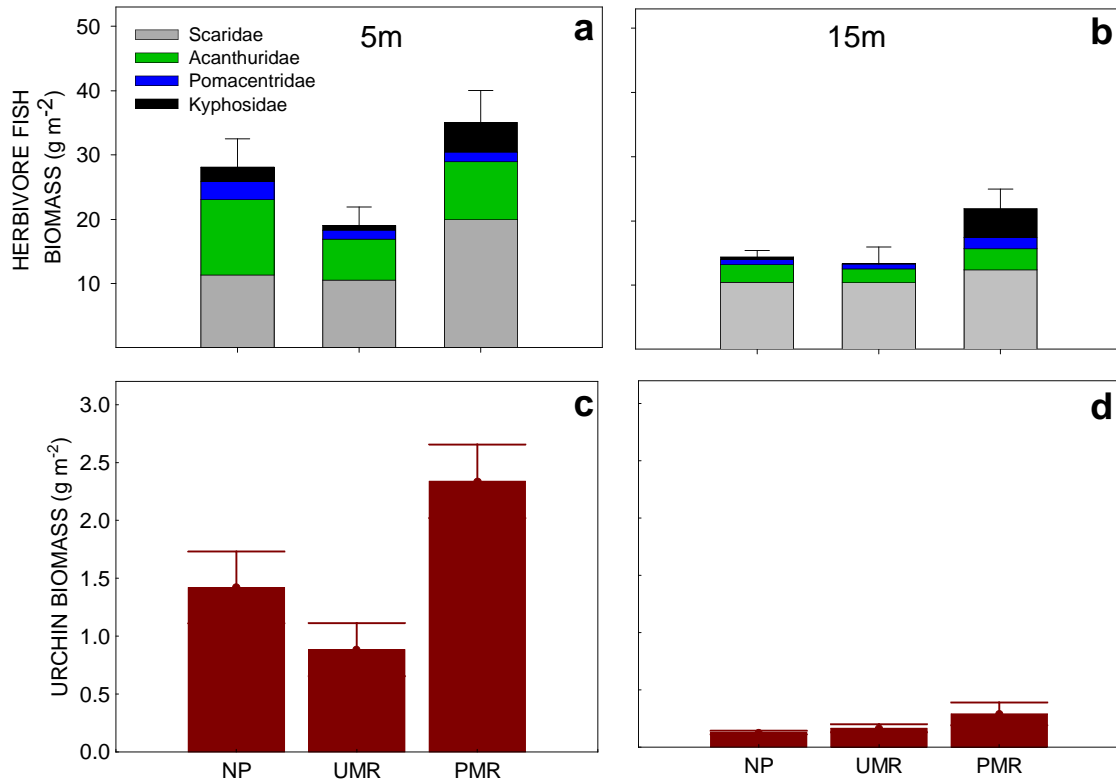 a
5m
Scaridae
Acanthuridae
Pomacentridae
Kyphosidae
50
40
30
20
10
HERBIVORE FISH
BIOMASS (g m-2)
b
15m
c
3.0
2.5
2.0
1.5
1.0
0.5
0.0
URCHIN BIOMASS (g m-2)
NP UMR PMR
d
NP UMR PMR